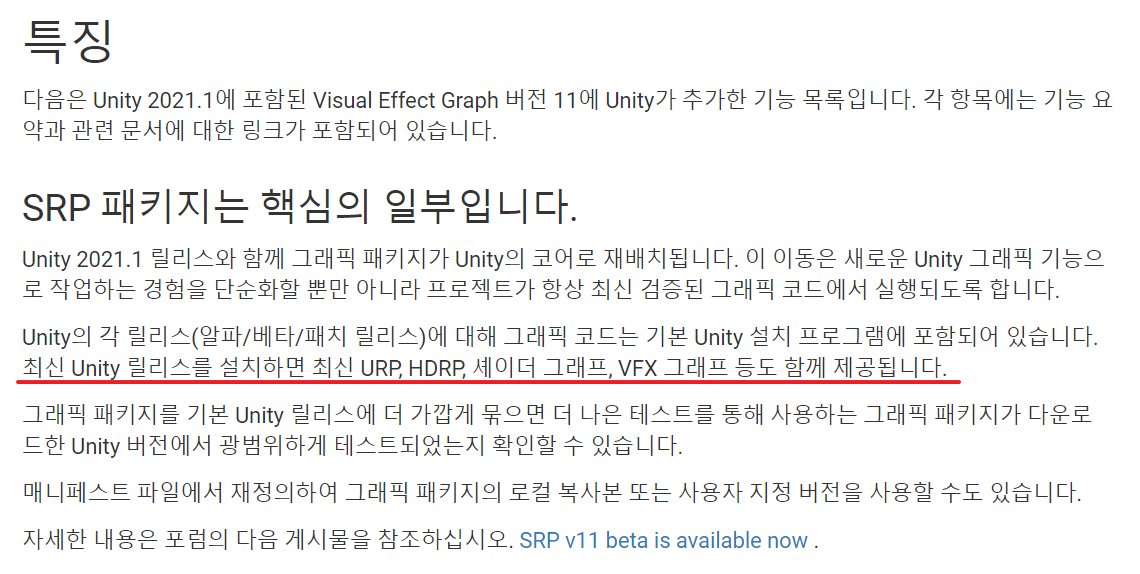 특징
다음은 Unity 2021.1에 포함된 Visual Effect Graph 버전 11에 Unity가 추가한 기능 목록입니다. 각 항목에는 기능 요
약과 관련 문서에 대한 링크가 포함되어 있습니다.
SRP 패키지는 핵심의 일부입니다.
Unity 2021.1 릴리스와 함께 그래픽 패키지가 Unity의 코어로 재배치됩니다. 이 이동은 새로운 Unity 그래픽 기능으
로 작업하는 경험을 단순화할 뿐만 아니라 프로젝트가 항상 최신 검증된 그래픽 코드에서 실행되도록 합니다.
Unity의 각 릴리스(알파/베타/패치 릴리스)에 대해 그래픽 코드는 기본 Unity 설치 프로그램에 포함되어 있습니다.
최신 Unity 릴리스를 설치하면 최신 URP, HDRP, 셰이더 그래프, VFX 그래프 등도 함께 제공됩니다.
그래픽 패키지를 기본 Unity 릴리스에 더 가깝게 묶으면 더 나은 테스트를 통해 사용하는 그래픽 패키지가 다운로
드한 Unity 버전에서 광범위하게 테스트되었는지 확인할 수 있습니다.
매니페스트 파일에서 재정의하여 그래픽 패키지의 로컬 복사본 또는 사용자 지정 버전을 사용할 수도 있습니다.
자세한 내용은 포럼의 다음 게시물을 참조하십시오. SRP v11 beta is available now .